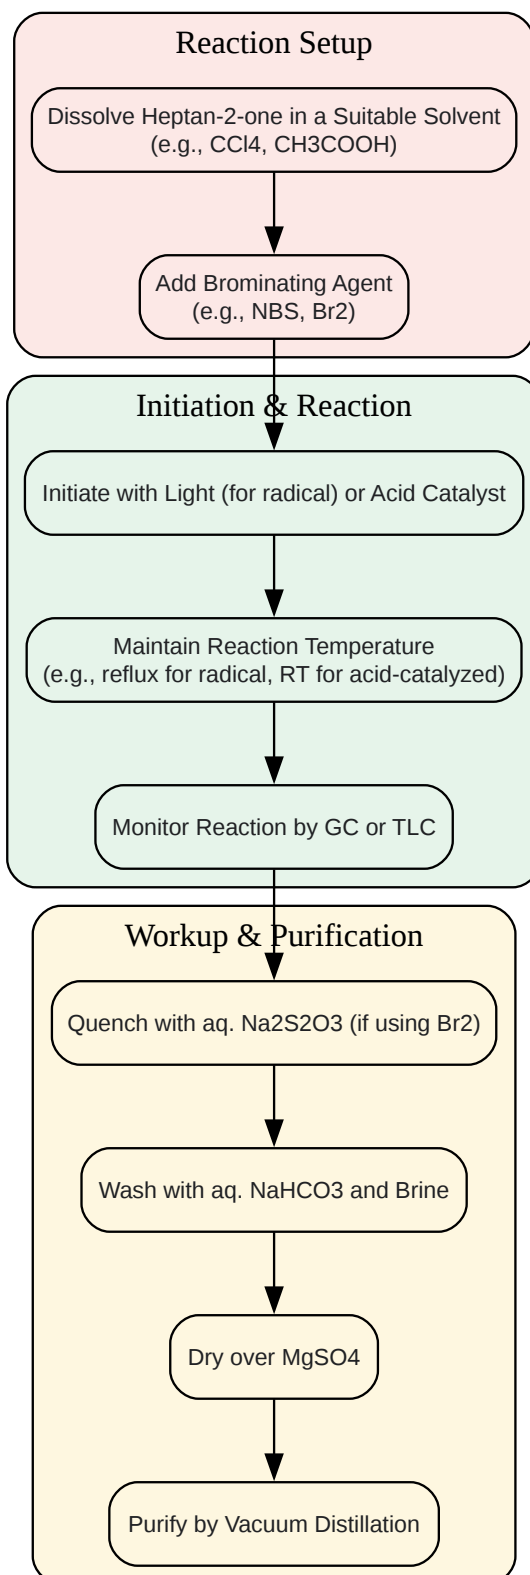 Reaction Setup
Dissolve Heptan-2-one in a Suitable Solvent
(e.g., CCl4, CH3COOH)
Add Brominating Agent
(e.g., NBS, Br2)
Initiation & Reaction
Initiate with Light (for radical) or Acid Catalyst
Maintain Reaction Temperature
(e.g., reflux for radical, RT for acid-catalyzed)
Monitor Reaction by GC or TLC
Workup & Purification
Quench with aq. Na2S2O3 (if using Br2)
Wash with aq. NaHCO3 and Brine
Dry over MgSO4
Purify by Vacuum Distillation